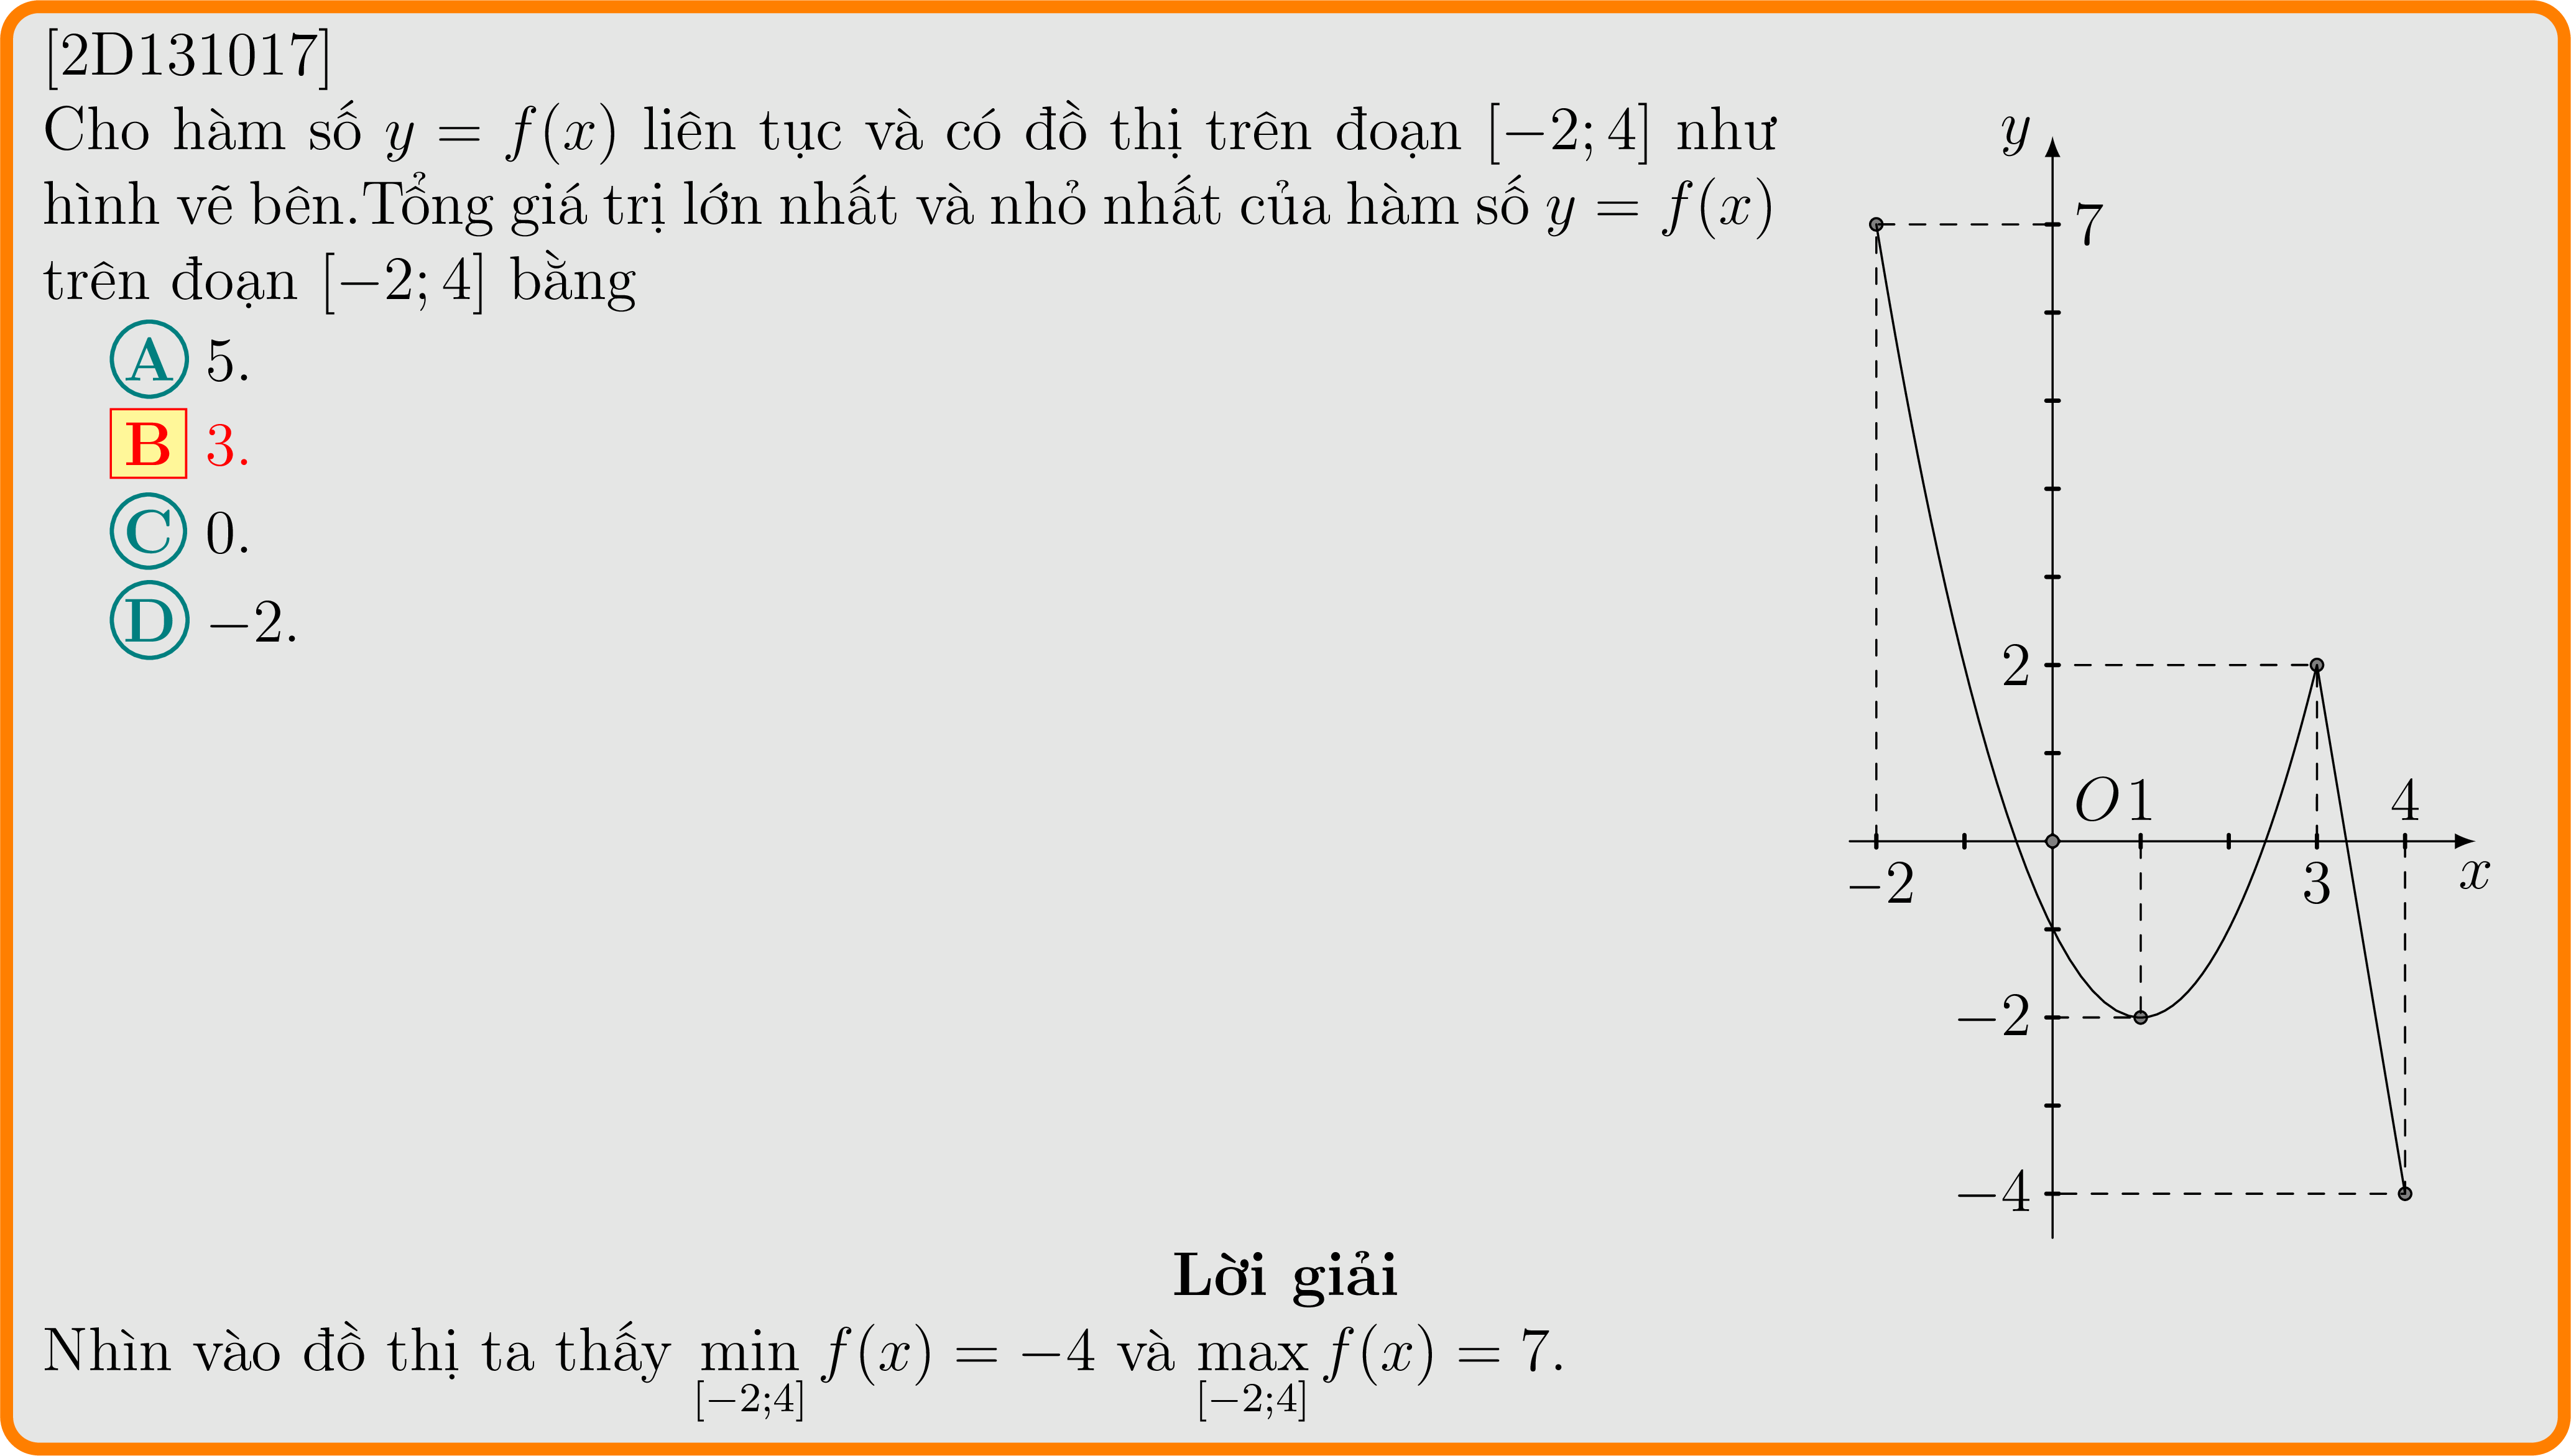 [2D131017]
Cho hàm số y = f(x) liên tục và có đồ thị trên đoạn [−2; 4] như
hình vẽ bên.Tổng giá trị lớn nhất và nhỏ nhất của hàm số y = f(x)
trên đoạn [−2; 4] bằng
A 5.
B 3.
C 0.
D −2.
y
7
2
O 1 4
−2 3 x
−2
−4
Lời giải
Nhìn vào đồ thị ta thấy min f(x) = −4 và max f(x) = 7.
[−2;4] [−2;4]